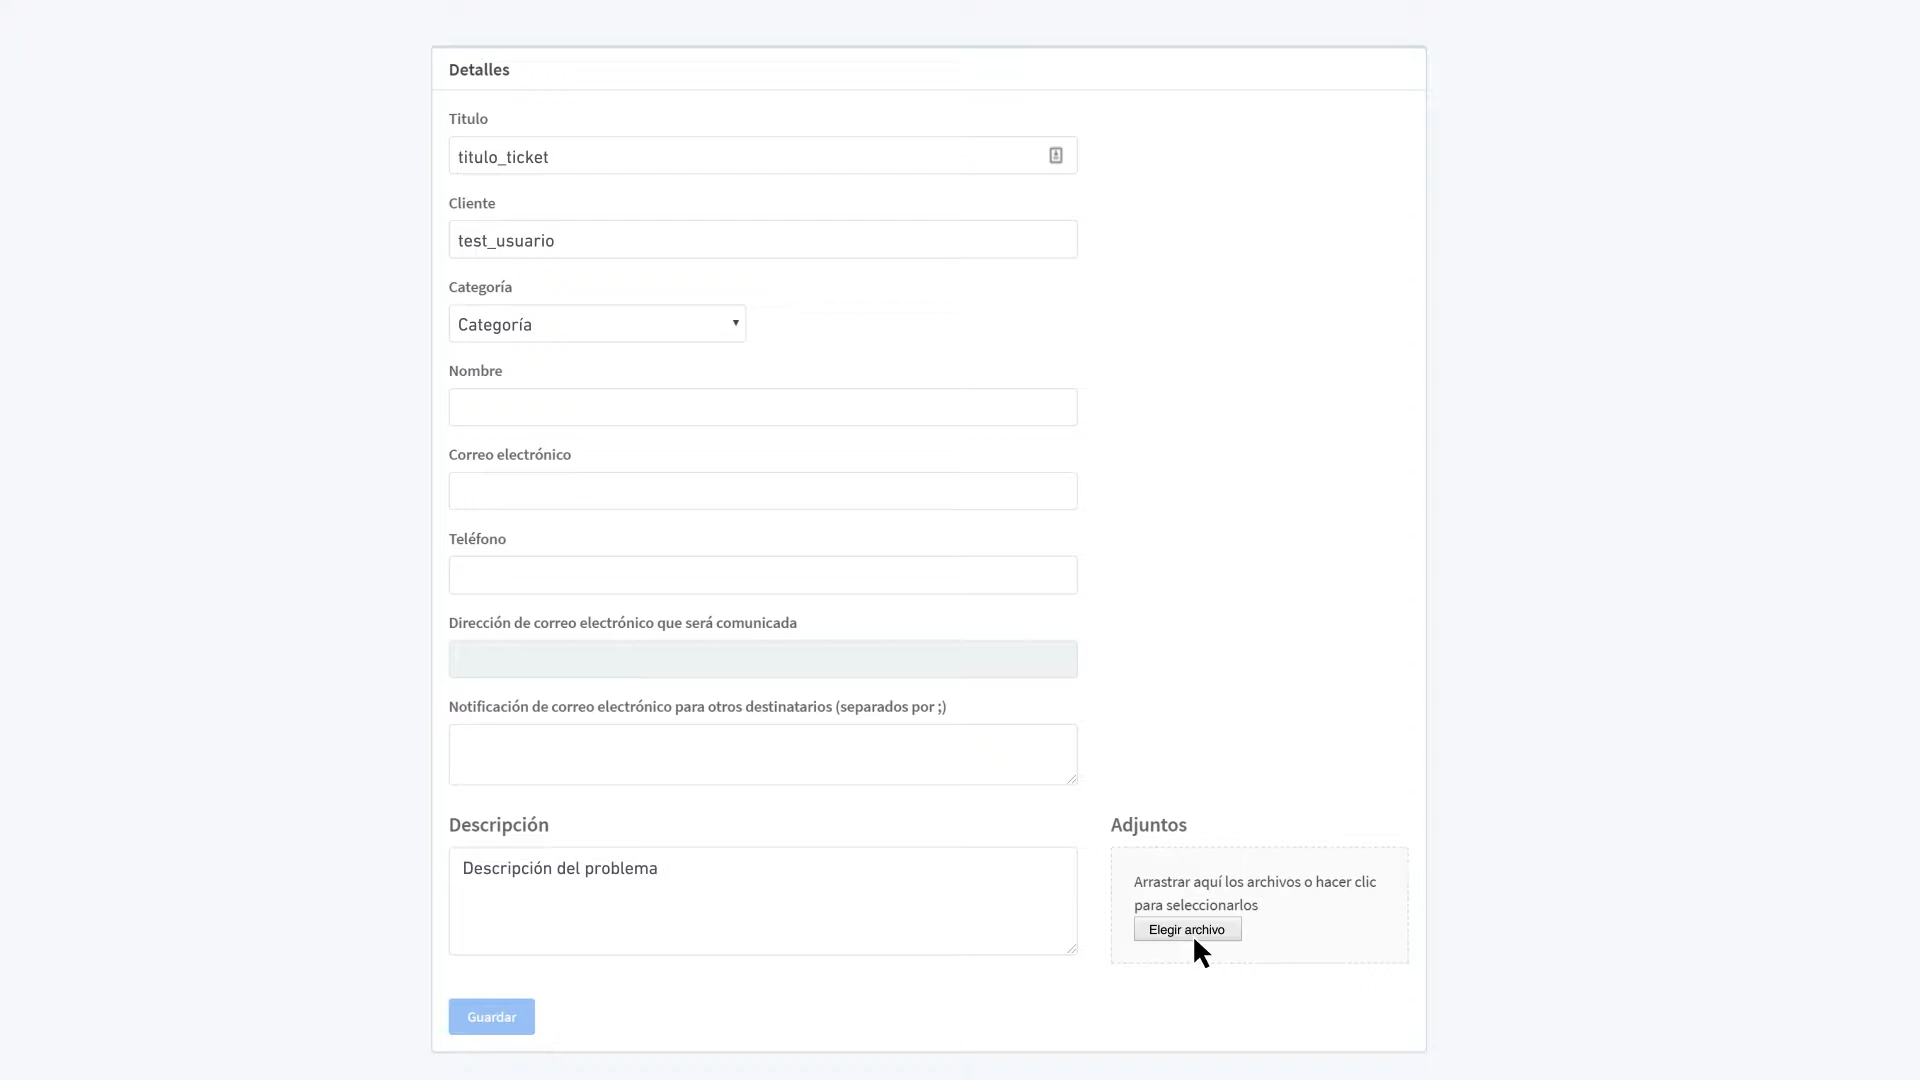 Detalles
Titulo
titulo_ticket
Cliente
test_usuario
Categoría
Categoría
Nombre
Correo electrónico
Teléfono
Dirección de correo electrónico que será comunicada
Notificación de correo electrónico para otros destinatarios (separados por ;)
Descripción
Descripción del problema
Adjuntos
Arrastrar aquí los archivos o hacer clic
para seleccionarlos
Elegir archivo
Guardar